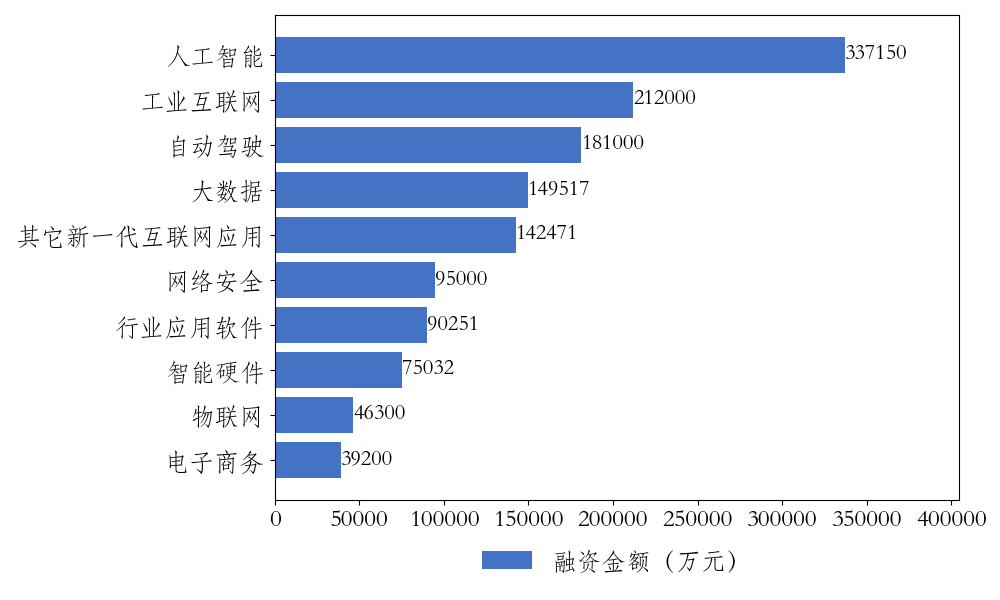 人工智能 337150
工业互联网 212000
自动驾驶 181000
大数据 149517
其它新一代互联网应用 142471
网络安全 95000
行业应用软件 90251
智能硬件 75032
物联网 46300
电子商务 39200
0 50000 100000 150000 200000 250000 300000 350000 400000
融资金额 (万元)